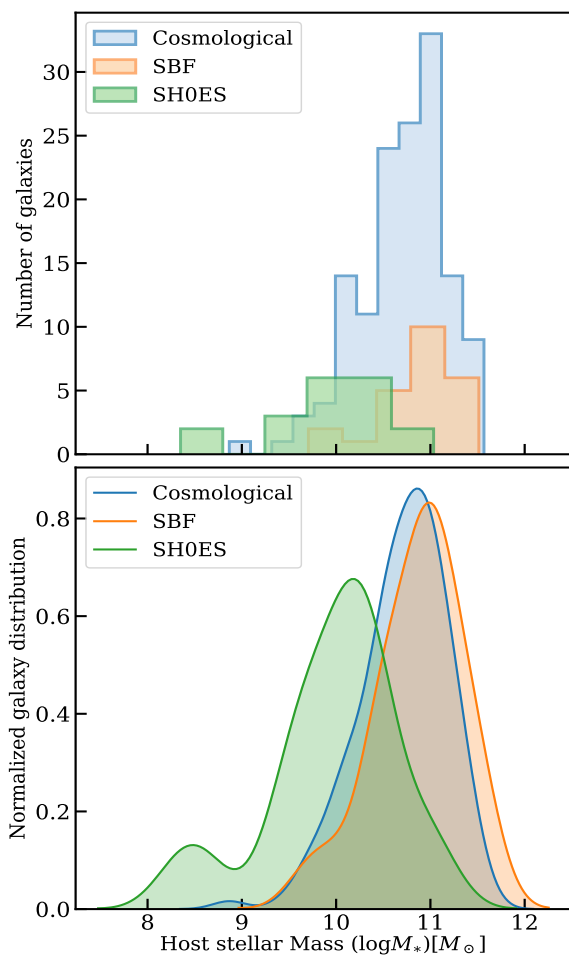 Cosmological
SBF
SH0ES
Number of galaxies
30
25
20
15
10
5
0
Cosmological
SBF
SH0ES
Normalized galaxy distribution
0.8
0.6
0.4
0.2
0.0
8 9 10 11 12
Host stellar Mass (logM*)[M⊙]